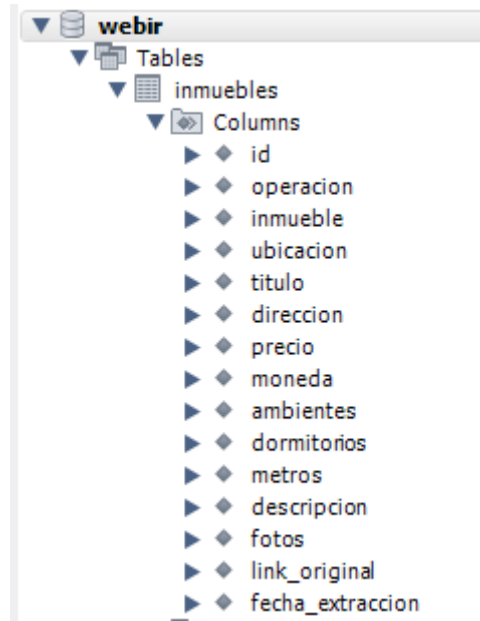 webir
Tables
inmuebles
Columns
id
operacion
inmueble
ubicacion
titulo
direccion
precio
moneda
ambientes
dormitorios
metros
descripcion
fotos
link_original
fecha_extraccion